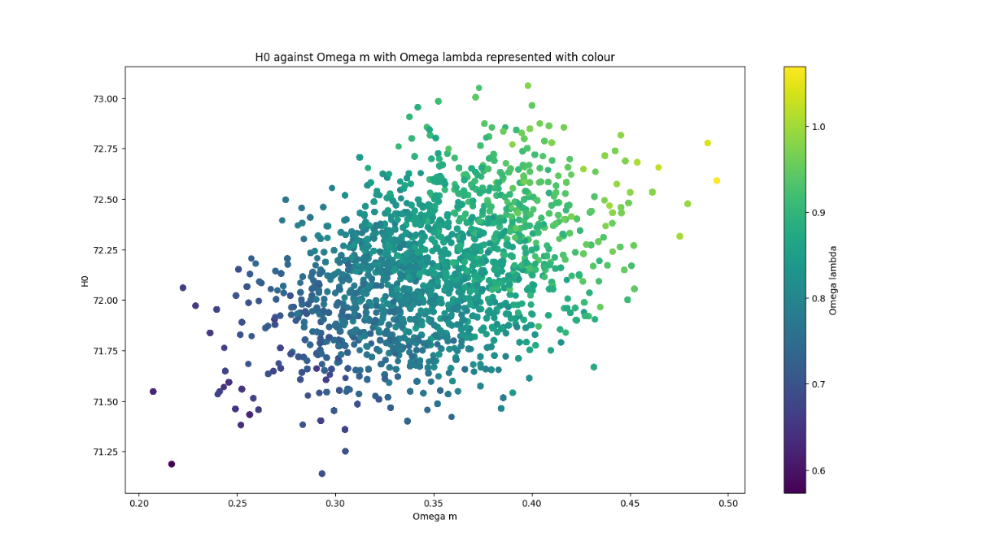 H0 against Omega m with Omega lambda represented with colour
73.00
72.75
72.50
72.25
72.00
71.75
71.50
71.25
H0
0.20 0.25 0.30 0.35 0.40 0.45 0.50
Omega m
1.0
0.9
0.8
0.7
0.6
Omega lambda